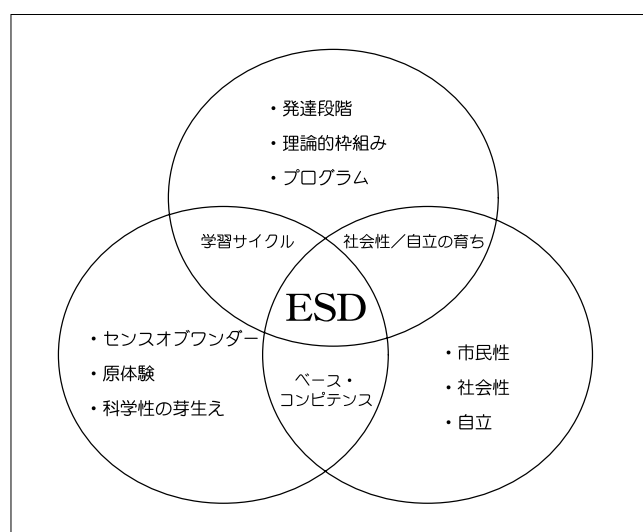 ・発達段階
・理論的枠組み
・プログラム
学習サイクル
社会性／自立の育ち
ESD
・センスオブワンダー
・原体験
・科学性の芽生え
ベース・
コンピテンス
・市民性
・社会性
・自立